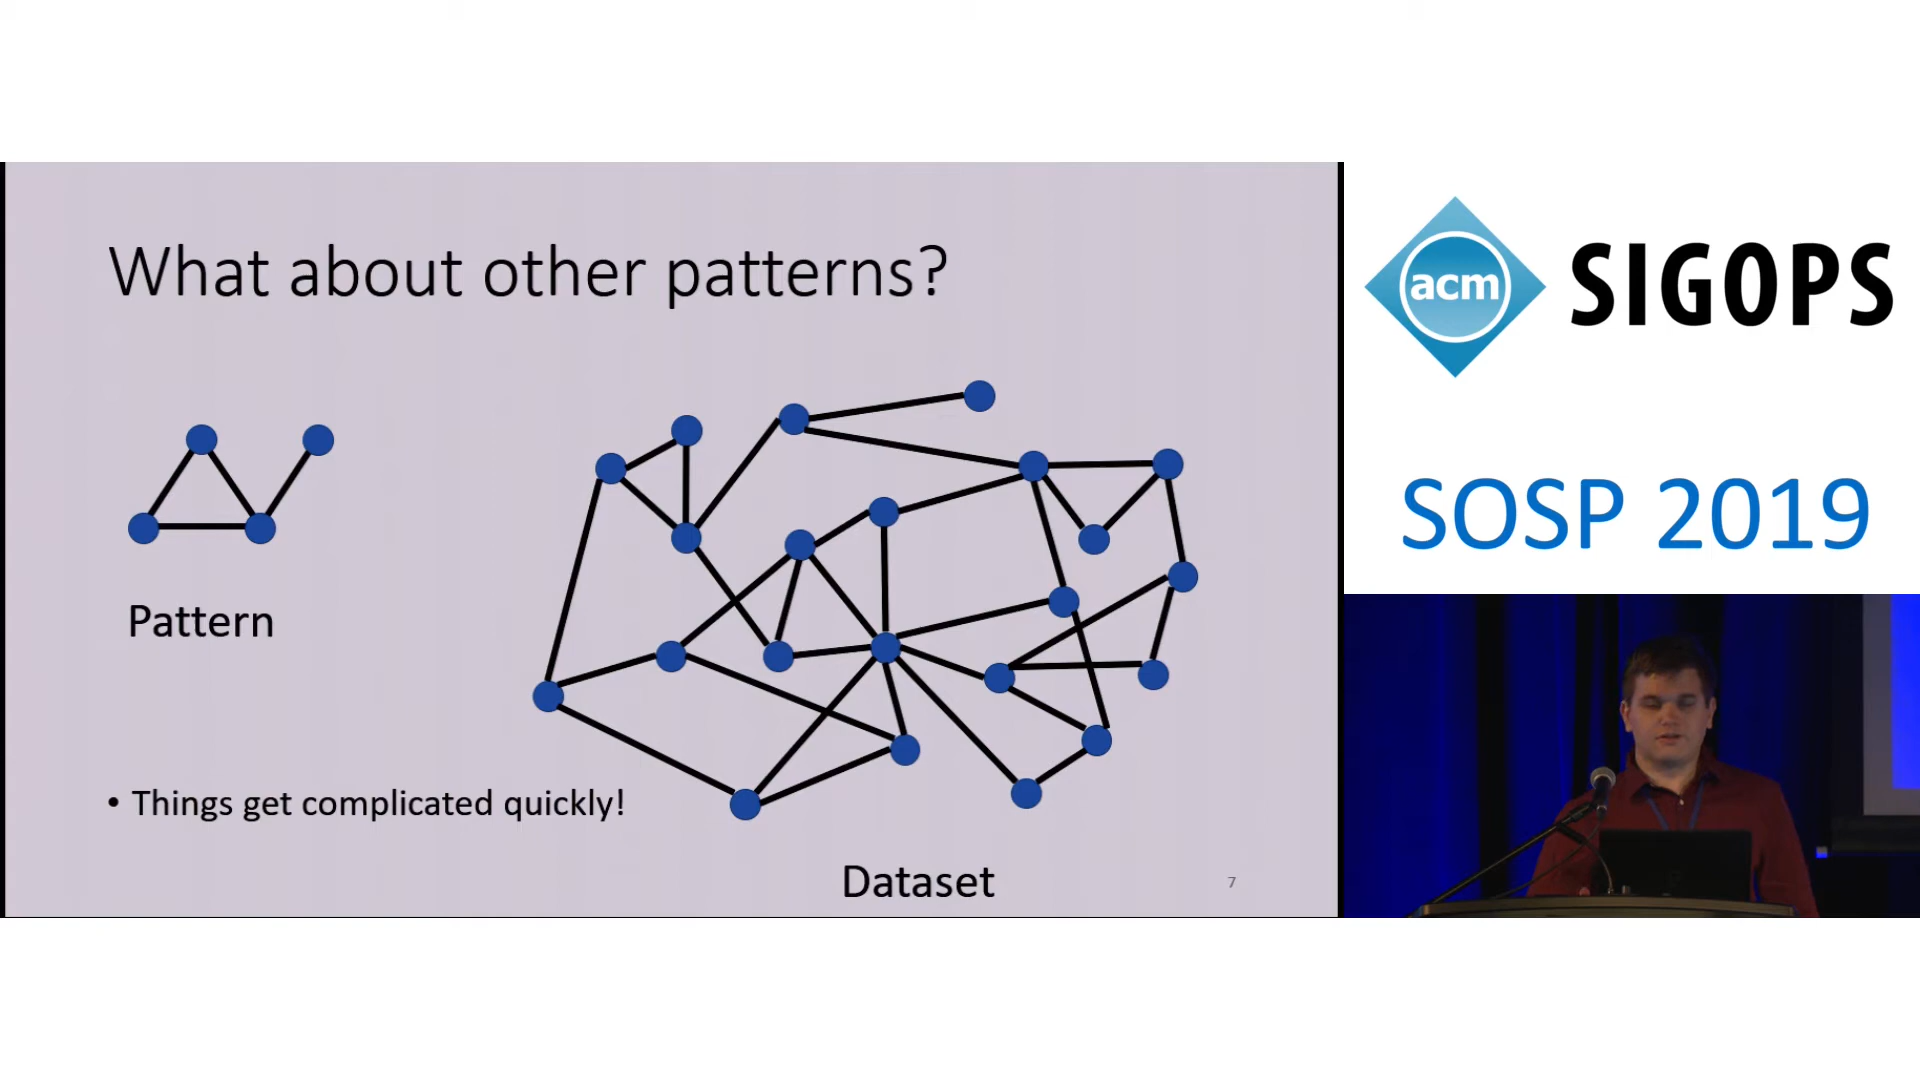 What about other patterns?
Pattern
• Things get complicated quickly!
Dataset
7
acm
SIGOPS
SOSP 2019